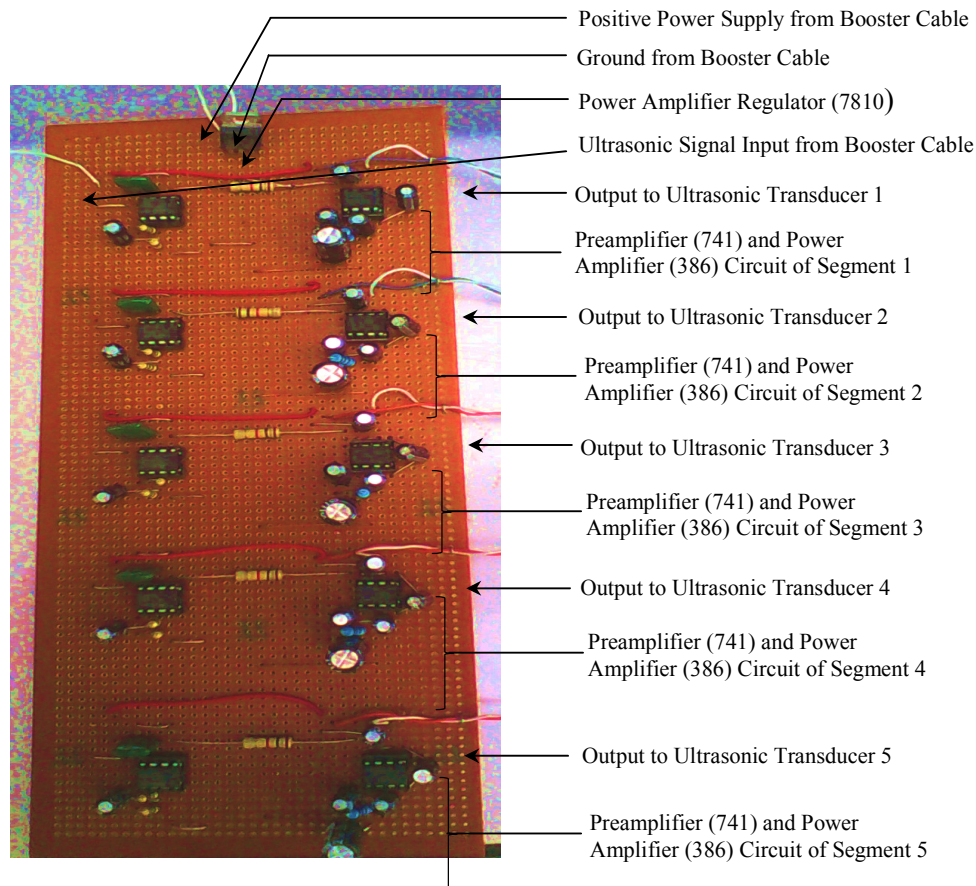 Positive Power Supply from Booster Cable
Ground from Booster Cable
Power Amplifier Regulator (7810)
Ultrasonic Signal Input from Booster Cable
Output to Ultrasonic Transducer 1
Preamplifier (741) and Power
Amplifier (386) Circuit of Segment 1
Output to Ultrasonic Transducer 2
Preamplifier (741) and Power
Amplifier (386) Circuit of Segment 2
Output to Ultrasonic Transducer 3
Preamplifier (741) and Power
Amplifier (386) Circuit of Segment 3
Output to Ultrasonic Transducer 4
Preamplifier (741) and Power
Amplifier (386) Circuit of Segment 4
Output to Ultrasonic Transducer 5
Preamplifier (741) and Power
Amplifier (386) Circuit of Segment 5